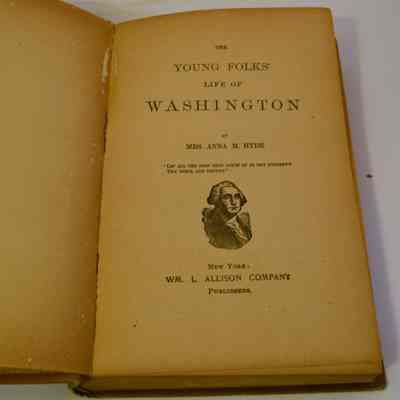 THE
YOUNG FOLKS'
LIFE OF
WASHINGTON
BY
MRS. ANNA M. HYDE
NEW YORK:
WM. L. ALLISON COMPANY
PUBLISHERS.